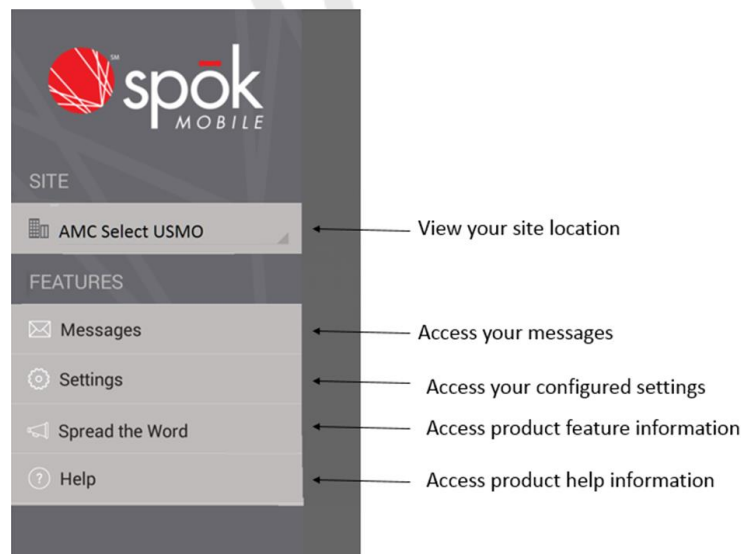 SM
spōk
MOBILE
SITE
AMC Select USMO
View your site location
FEATURES
Messages
Access your messages
Settings
Access your configured settings
Spread the Word
Access product feature information
? Help
Access product help information